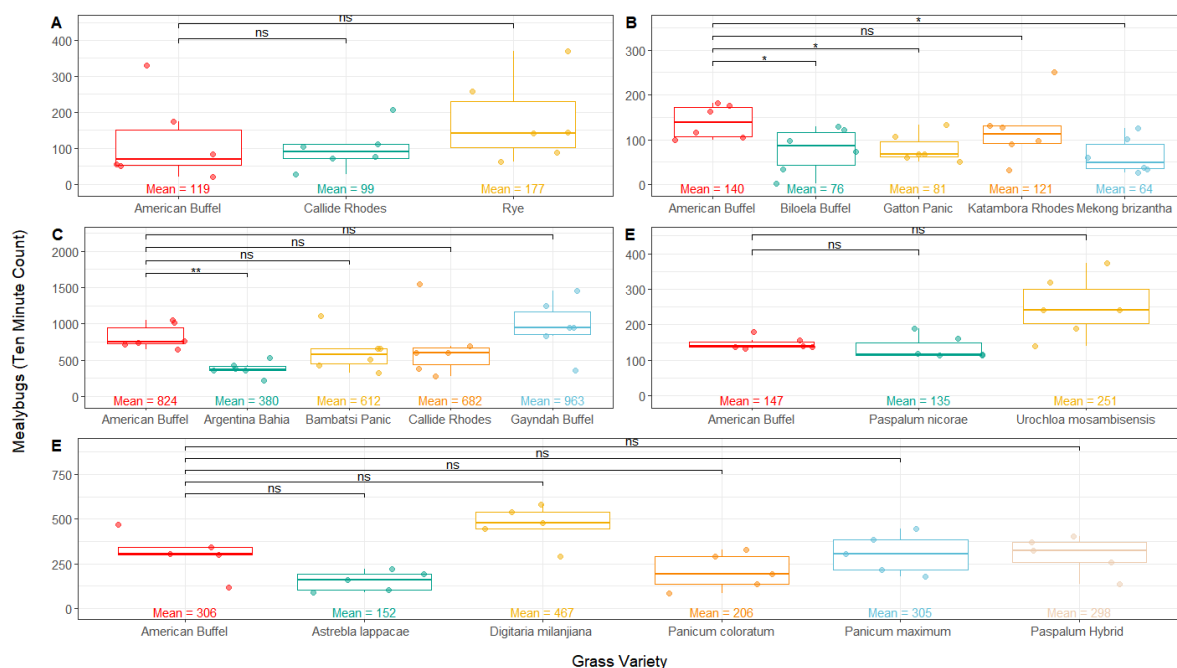 Mealybugs (Ten Minute Count)
A
ns
ns
400
300
200
100
0
Mean = 119 Mean = 99 Mean = 177
American Buffel Callide Rhodes Rye
B
*
ns
*
*
300
200
100
0
Mean = 140 Mean = 76 Mean = 81 Mean = 121 Mean = 64
American Buffel Biloela Buffel Gatton Panic Katambora Rhodes Mekong brizantha
C
ns
ns
ns
**
2000
1500
1000
500
0
Mean = 824 Mean = 380 Mean = 612 Mean = 682 Mean = 963
American Buffel Argentina Bahia Bambatsi Panic Callide Rhodes Gayndah Buffel
E
ns
ns
400
300
200
100
0
Mean = 147 Mean = 135 Mean = 251
American Buffel Paspalum nicorae Urochloa mosambisensis
E
ns
ns
ns
ns
ns
750
500
250
0
Mean = 306 Mean = 152 Mean = 467 Mean = 206 Mean = 305 Mean = 298
American Buffel Astrebla lappacae Digitaria milanjiana Panicum coloratum Panicum maximum Paspalum Hybrid
Grass Variety